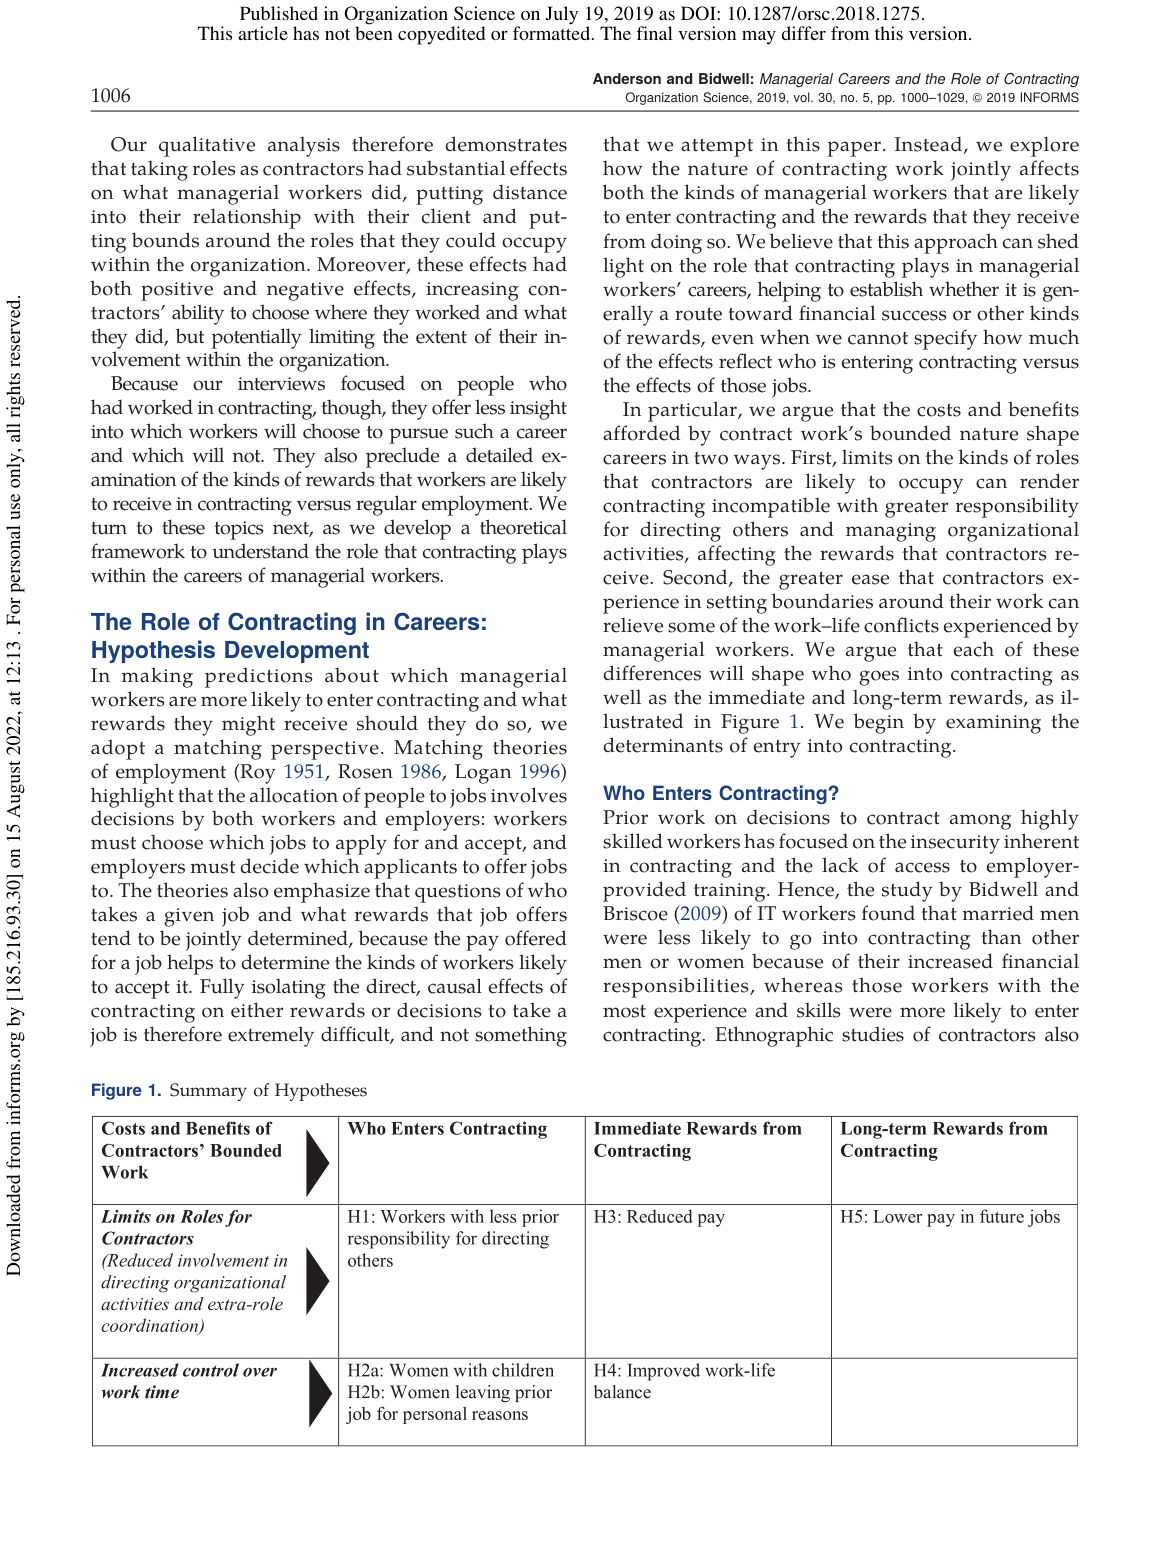 Published in Organization Science on July 19, 2019 as DOI: 10.1287/orsc.2018.1275.
This article has not been copyedited or formatted. The final version may differ from this version.
Anderson and Bidwell: Managerial Careers and the Role of Contracting
1006
Organization Science, 2019, vol. 30, no. 5, pp. 1000–1029, © 2019 INFORMS
Our qualitative analysis therefore demonstrates
that taking roles as contractors had substantial effects
on what managerial workers did, putting distance
into their relationship with their client and put-
ting bounds around the roles that they could occupy
within the organization. Moreover, these effects had
both positive and negative effects, increasing con-
tractors’ ability to choose where they worked and what
they did, but potentially limiting the extent of their in-
volvement within the organization.
Because our interviews focused on people who
had worked in contracting, though, they offer less insight
into which workers will choose to pursue such a career
and which will not. They also preclude a detailed ex-
amination of the kinds of rewards that workers are likely
to receive in contracting versus regular employment. We
turn to these topics next, as we develop a theoretical
framework to understand the role that contracting plays
within the careers of managerial workers.
The Role of Contracting in Careers:
Hypothesis Development
In making predictions about which managerial
workers are more likely to enter contracting and what
rewards they might receive should they do so, we
adopt a matching perspective. Matching theories
of employment (Roy 1951, Rosen 1986, Logan 1996)
highlight that the allocation of people to jobs involves
decisions by both workers and employers: workers
must choose which jobs to apply for and accept, and
employers must decide which applicants to offer jobs
to. The theories also emphasize that questions of who
takes a given job and what rewards that job offers
tend to be jointly determined, because the pay offered
for a job helps to determine the kinds of workers likely
to accept it. Fully isolating the direct, causal effects of
contracting on either rewards or decisions to take a
job is therefore extremely difficult, and not something
that we attempt in this paper. Instead, we explore
how the nature of contracting work jointly affects
both the kinds of managerial workers that are likely
to enter contracting and the rewards that they receive
from doing so. We believe that this approach can shed
light on the role that contracting plays in managerial
workers’ careers, helping to establish whether it is gen-
erally a route toward financial success or other kinds
of rewards, even when we cannot specify how much
of the effects reflect who is entering contracting versus
the effects of those jobs.
In particular, we argue that the costs and benefits
afforded by contract work’s bounded nature shape
careers in two ways. First, limits on the kinds of roles
that contractors are likely to occupy can render
contracting incompatible with greater responsibility
for directing others and managing organizational
activities, affecting the rewards that contractors re-
ceive. Second, the greater ease that contractors ex-
perience in setting boundaries around their work can
relieve some of the work–life conflicts experienced by
managerial workers. We argue that each of these
differences will shape who goes into contracting as
well as the immediate and long-term rewards, as il-
lustrated in Figure 1. We begin by examining the
determinants of entry into contracting.
Who Enters Contracting?
Prior work on decisions to contract among highly
skilled workers has focused on the insecurity inherent
in contracting and the lack of access to employer-
provided training. Hence, the study by Bidwell and
Briscoe (2009) of IT workers found that married men
were less likely to go into contracting than other
men or women because of their increased financial
responsibilities, whereas those workers with the
most experience and skills were more likely to enter
contracting. Ethnographic studies of contractors also
Figure 1. Summary of Hypotheses
Costs and Benefits of
Contractors’ Bounded
Work
Who Enters Contracting
Immediate Rewards from
Contracting
Long-term Rewards from
Contracting
Limits on Roles for
Contractors
(Reduced involvement in
directing organizational
activities and extra-role
coordination)
H1: Workers with less prior
responsibility for directing
others
H3: Reduced pay
H5: Lower pay in future jobs
Increased control over
work time
H2a: Women with children
H2b: Women leaving prior
job for personal reasons
H4: Improved work-life
balance
Downloaded from informs.org by [185.216.93.30] on 15 August 2022, at 12:13 . For personal use only, all rights reserved.